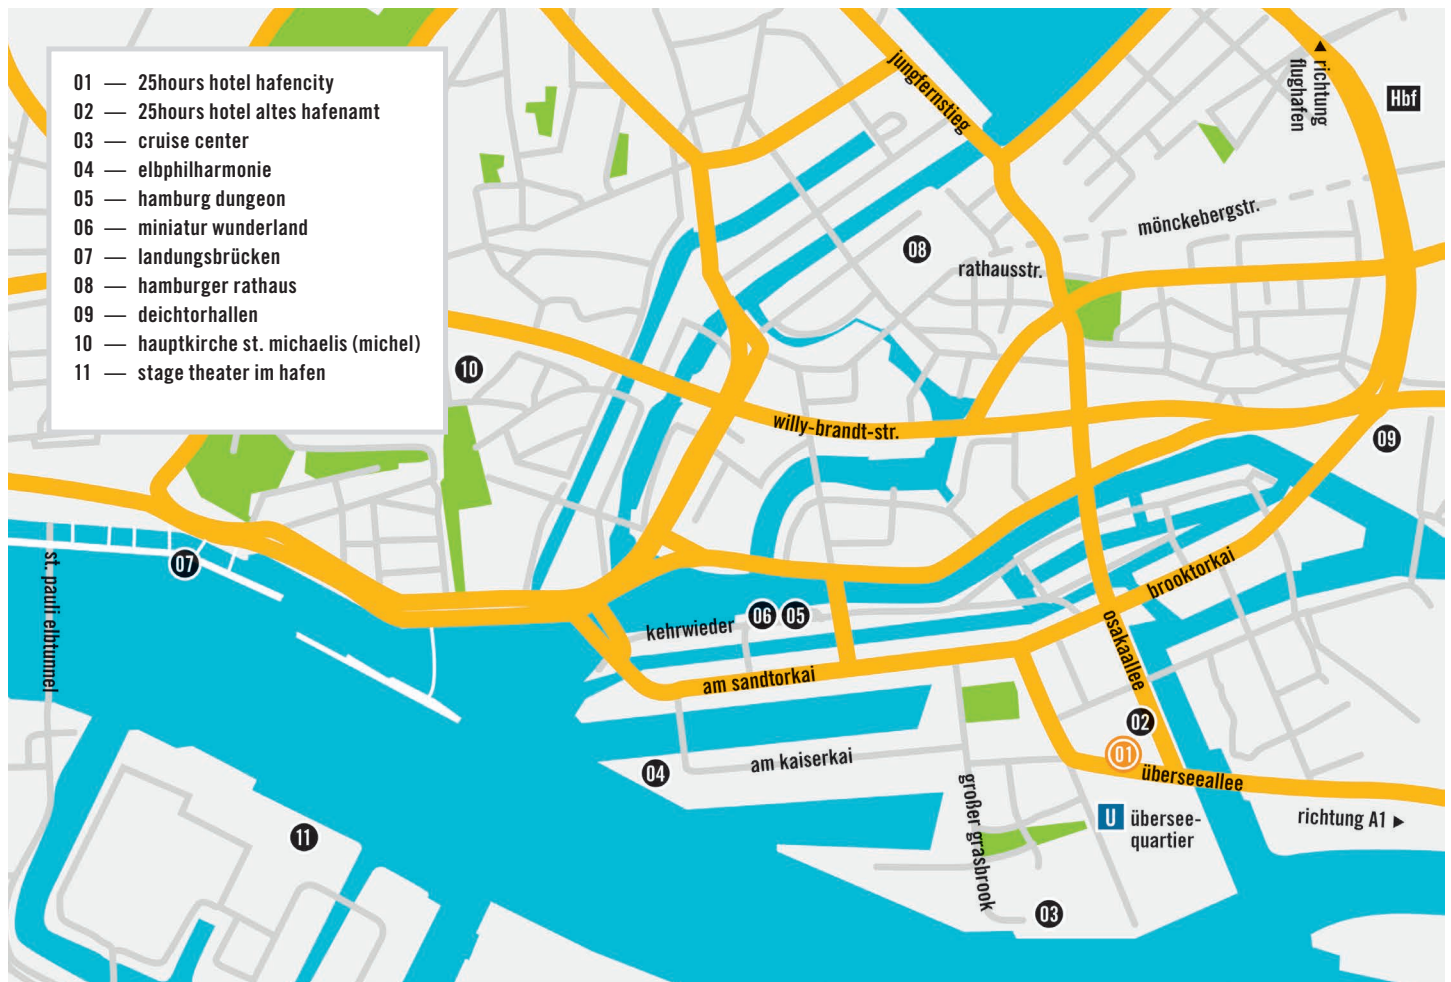 01 — 25hours hotel hafencity
02 — 25hours hotel altes hafenamt
03 — cruise center
04 — elbphilharmonie
05 — hamburg dungeon
06 — miniatur wunderland
07 — landungsbrücken
08 — hamburger rathaus
09 — deichtorhallen
10 — hauptkirche st. michaelis (michel)
11 — stage theater im hafen
jungfernstieg
▲ richtung
flughafen
Hbf
mönckebergstr.
08
rathausstr.
10
willy-brandt-str.
09
07
st. pauli elbtunnel
brooktorkai
06
05
kehrwieder
osakaallee
am sandtorkai
02
01
am kaiserkai
04
überseeallee
großer grasbrook
U
übersee-
quartier
richtung A1 ►
11
03